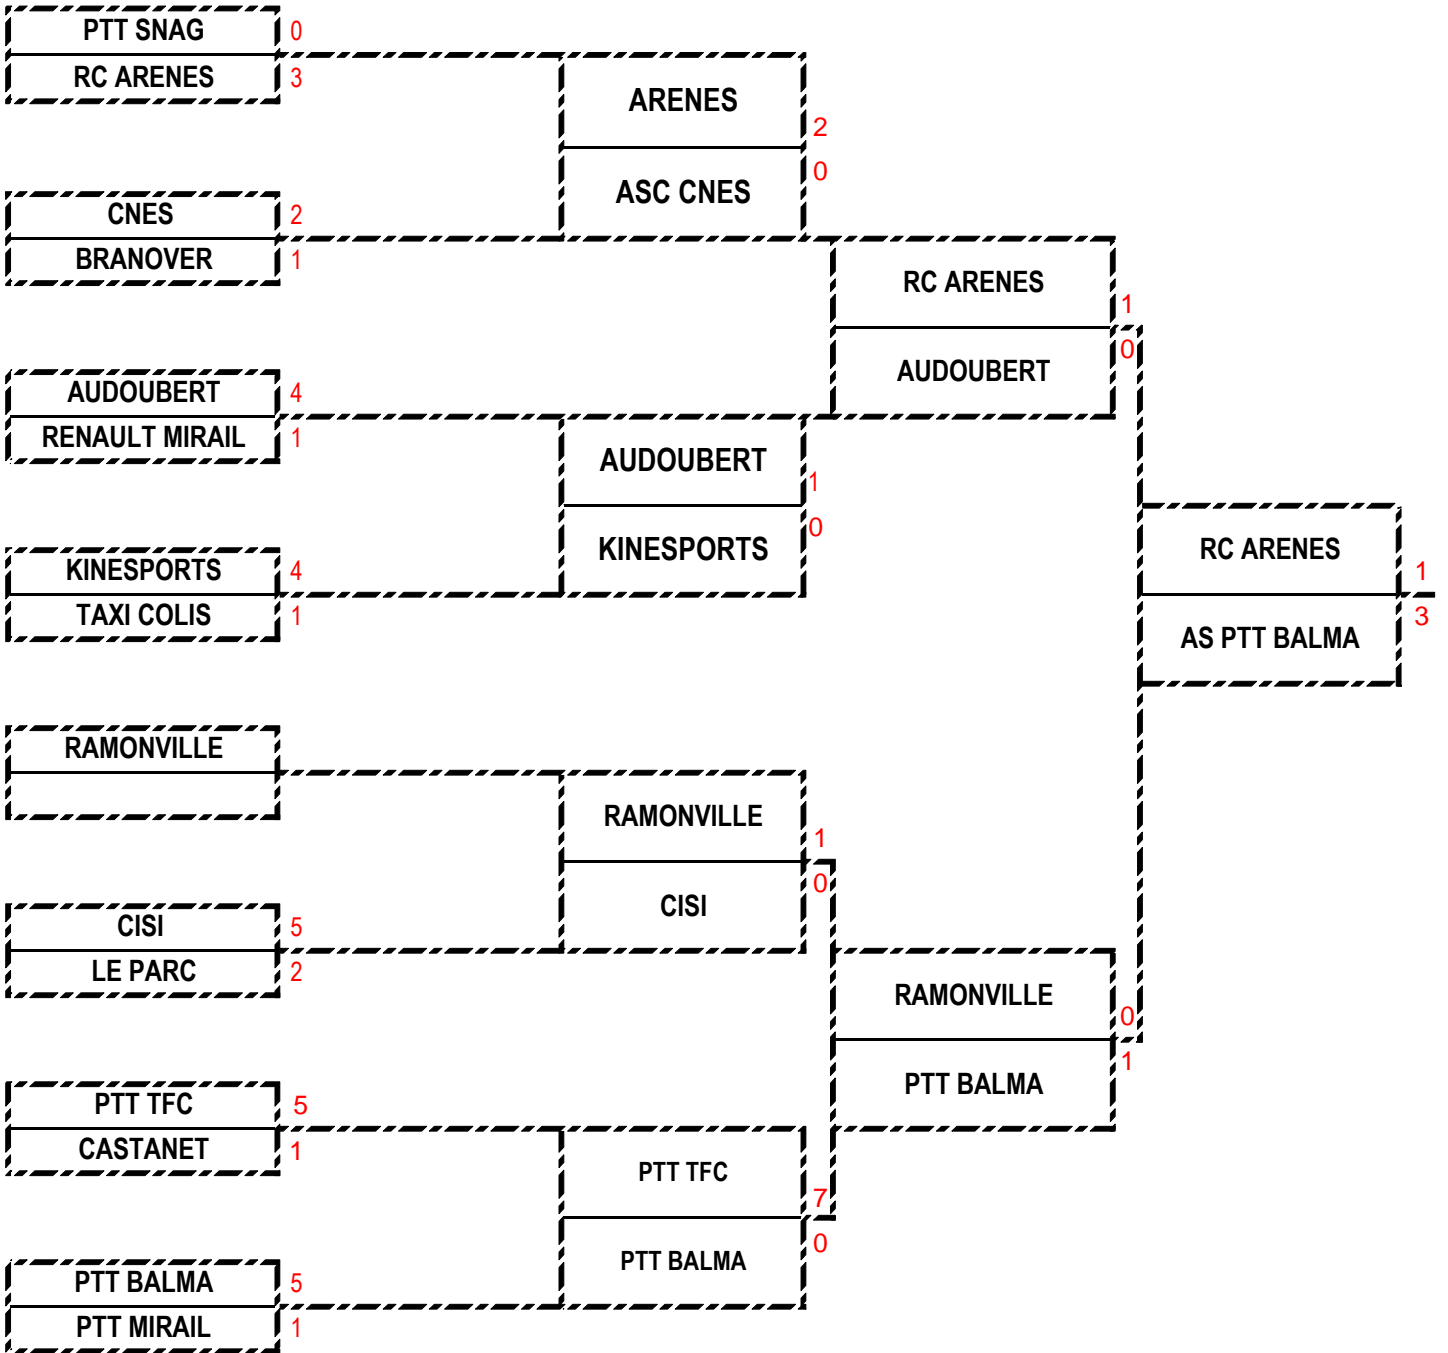 PTT SNAG 0
RC ARENES 3
CNES 2
BRANOVER 1
AUDOUBERT 4
RENAULT MIRAIL 1
KINESPORTS 4
TAXI COLIS 1
RAMONVILLE
CISI 5
LE PARC 2
PTT TFC 5
CASTANET 1
PTT BALMA 5
PTT MIRAIL 1
ARENES 2
ASC CNES 0
AUDOUBERT 1
KINESPORTS 0
RAMONVILLE 1
CISI 0
PTT TFC 7
PTT BALMA 0
RC ARENES 1
AUDOUBERT 0
RAMONVILLE 0
PTT BALMA 1
RC ARENES 1
AS PTT BALMA 3